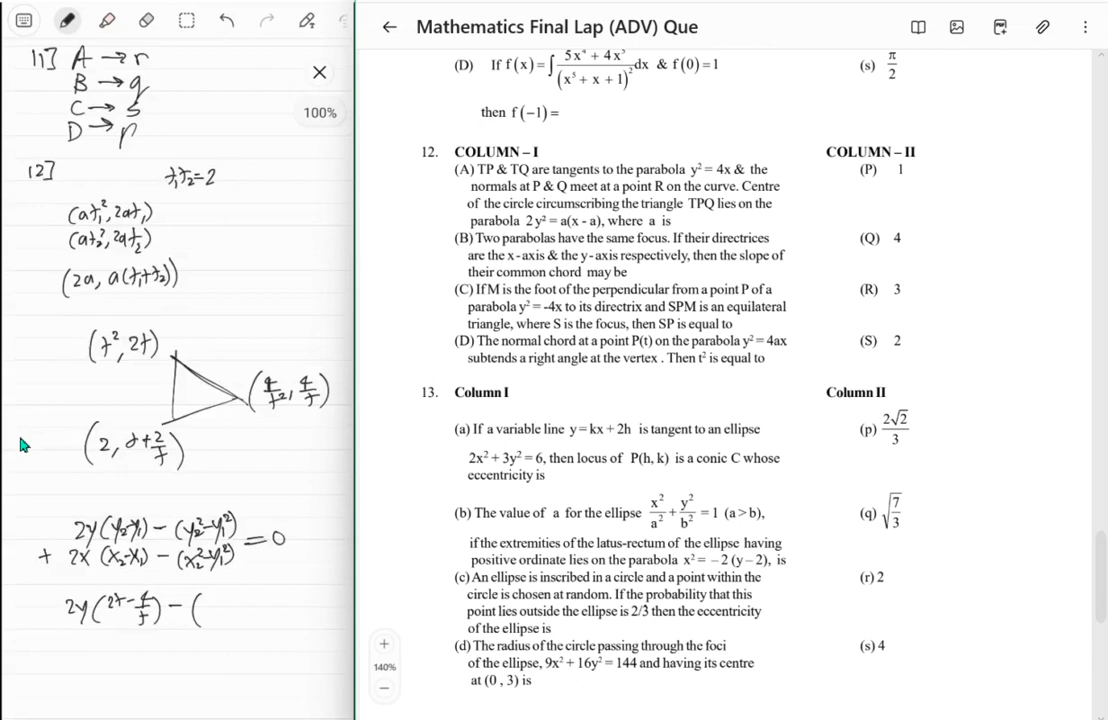 Mathematics Final Lap (ADV) Que
11] A → r
B → q
C → s
D → p
100%
12] t₁t₂=2
(at₁², 2at₁)
(at₂², 2at₂)
(2a, a(t₁+t₂))
(t², 2t)
(4/t², 4/t)
(2, t+2/t)
2y(y₂-y₁) - (y₂²-y₁²)
+ 2x (x₂-x₁) - (x₂²-y₁²) = 0
2y(2t - 4/t) - (
(D) If f(x) = ∫ (5x⁴ + 4x⁵)/(x⁵ + x + 1)² dx & f(0) = 1
(s) π/2
then f(−1) =
12. COLUMN – I
COLUMN – II
(A) TP & TQ are tangents to the parabola y² = 4x & the
(P) 1
normals at P & Q meet at a point R on the curve. Centre
of the circle circumscribing the triangle TPQ lies on the
parabola 2y² = a(x - a), where a is
(B) Two parabolas have the same focus. If their directrices
(Q) 4
are the x-axis & the y-axis respectively, then the slope of
their common chord may be
(C) If M is the foot of the perpendicular from a point P of a
(R) 3
parabola y² = -4x to its directrix and SPM is an equilateral
triangle, where S is the focus, then SP is equal to
(D) The normal chord at a point P(t) on the parabola y² = 4ax
(S) 2
subtends a right angle at the vertex . Then t² is equal to
13. Column I
Column II
(a) If a variable line y = kx + 2h is tangent to an ellipse
(p) 2√2/3
2x² + 3y² = 6, then locus of P(h, k) is a conic C whose
eccentricity is
(b) The value of a for the ellipse x²/a² + y²/b² = 1 (a > b),
(q) √(7/3)
if the extremities of the latus-rectum of the ellipse having
positive ordinate lies on the parabola x² = −2 (y − 2), is
(c) An ellipse is inscribed in a circle and a point within the
(r) 2
circle is chosen at random. If the probability that this
point lies outside the ellipse is 2/3 then the eccentricity
of the ellipse is
(d) The radius of the circle passing through the foci
(s) 4
of the ellipse, 9x² + 16y² = 144 and having its centre
at (0 , 3) is
140%